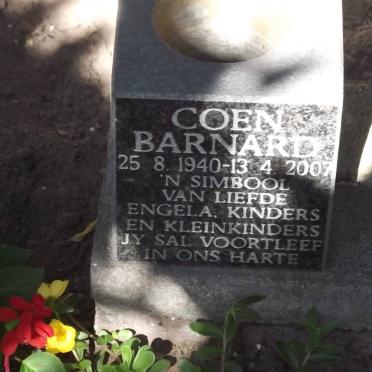 COEN
BARNARD
25 8. 1940-13 4 2007
'N SIMBOOL
VAN LIEFDE
ENGELA, KINDERS
EN KLEINKINDERS
JY SAL VOORTLEEF
IN ONS HARTE